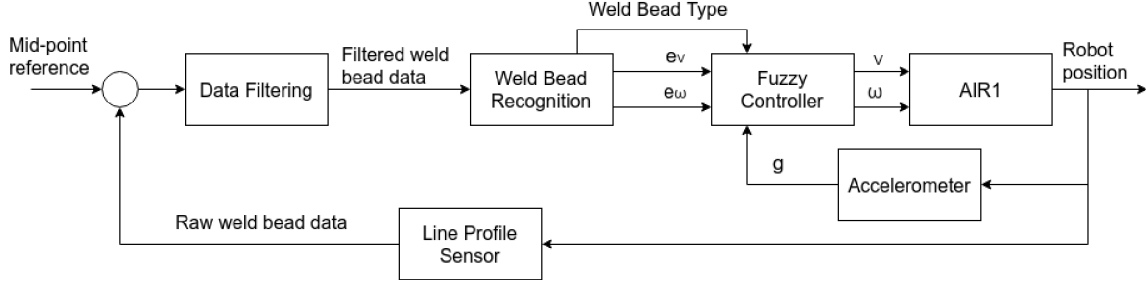 Weld Bead Type
Mid-point
reference
Data Filtering
Filtered weld
bead data
Weld Bead
Recognition
ev
eω
Fuzzy
Controller
v
ω
AIR1
Robot
position
g
Accelerometer
Raw weld bead data
Line Profile
Sensor